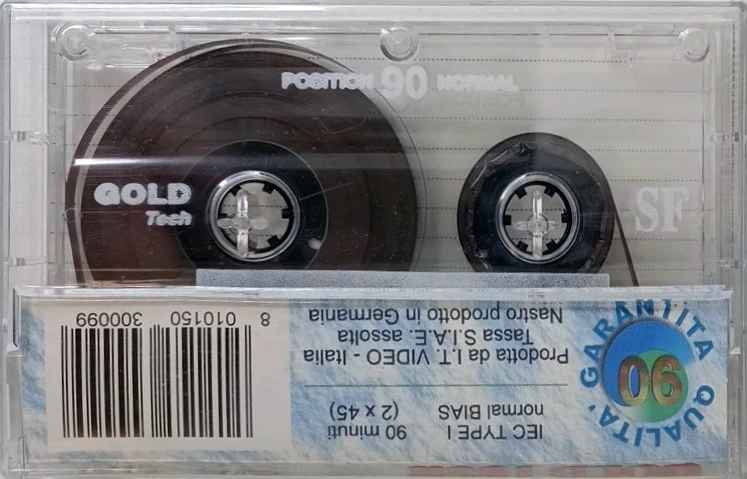 POSITION 90 NORMAL
GOLD
Tech
SF
IEC TYPE I
normal BIAS
90 minuti
(2 x 45)
Prodotta da I.T. VIDEO - Italia
Tassa S.I.A.E. assolta
Nastro prodotto in Germania
QUALITA' GARANTITA
90
8 010150 300099